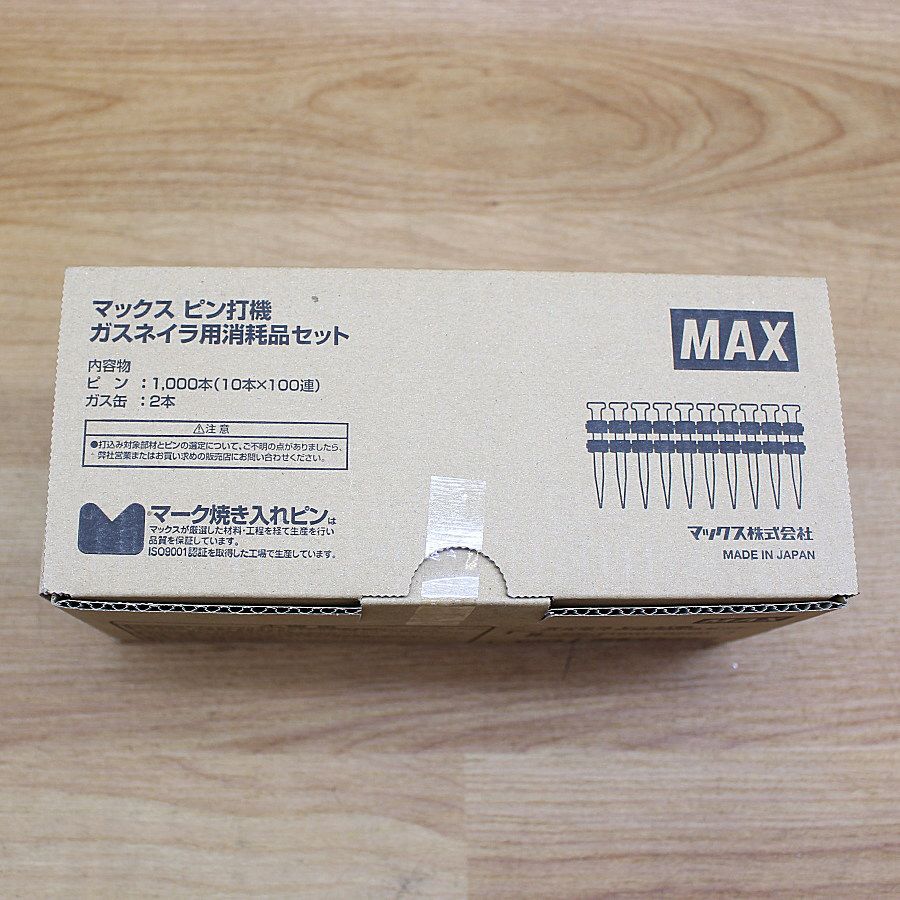 マックス ピン打機
ガスネイラ用消耗品セット
MAX
内容物
ピン : 1,000本(10本×100連)
ガス缶 : 2本
⚠注意
●打込み対象部材とピンの選定について、ご不明の点がありましたら、
弊社営業またはお買い求めの販売店にお問い合わせください。
マーク焼き入れピンは
マックスが厳選した材料・工程を経て生産を行い
品質を保証しています。
ISO9001認証を取得した工場で生産しています。
マックス株式会社
MADE IN JAPAN